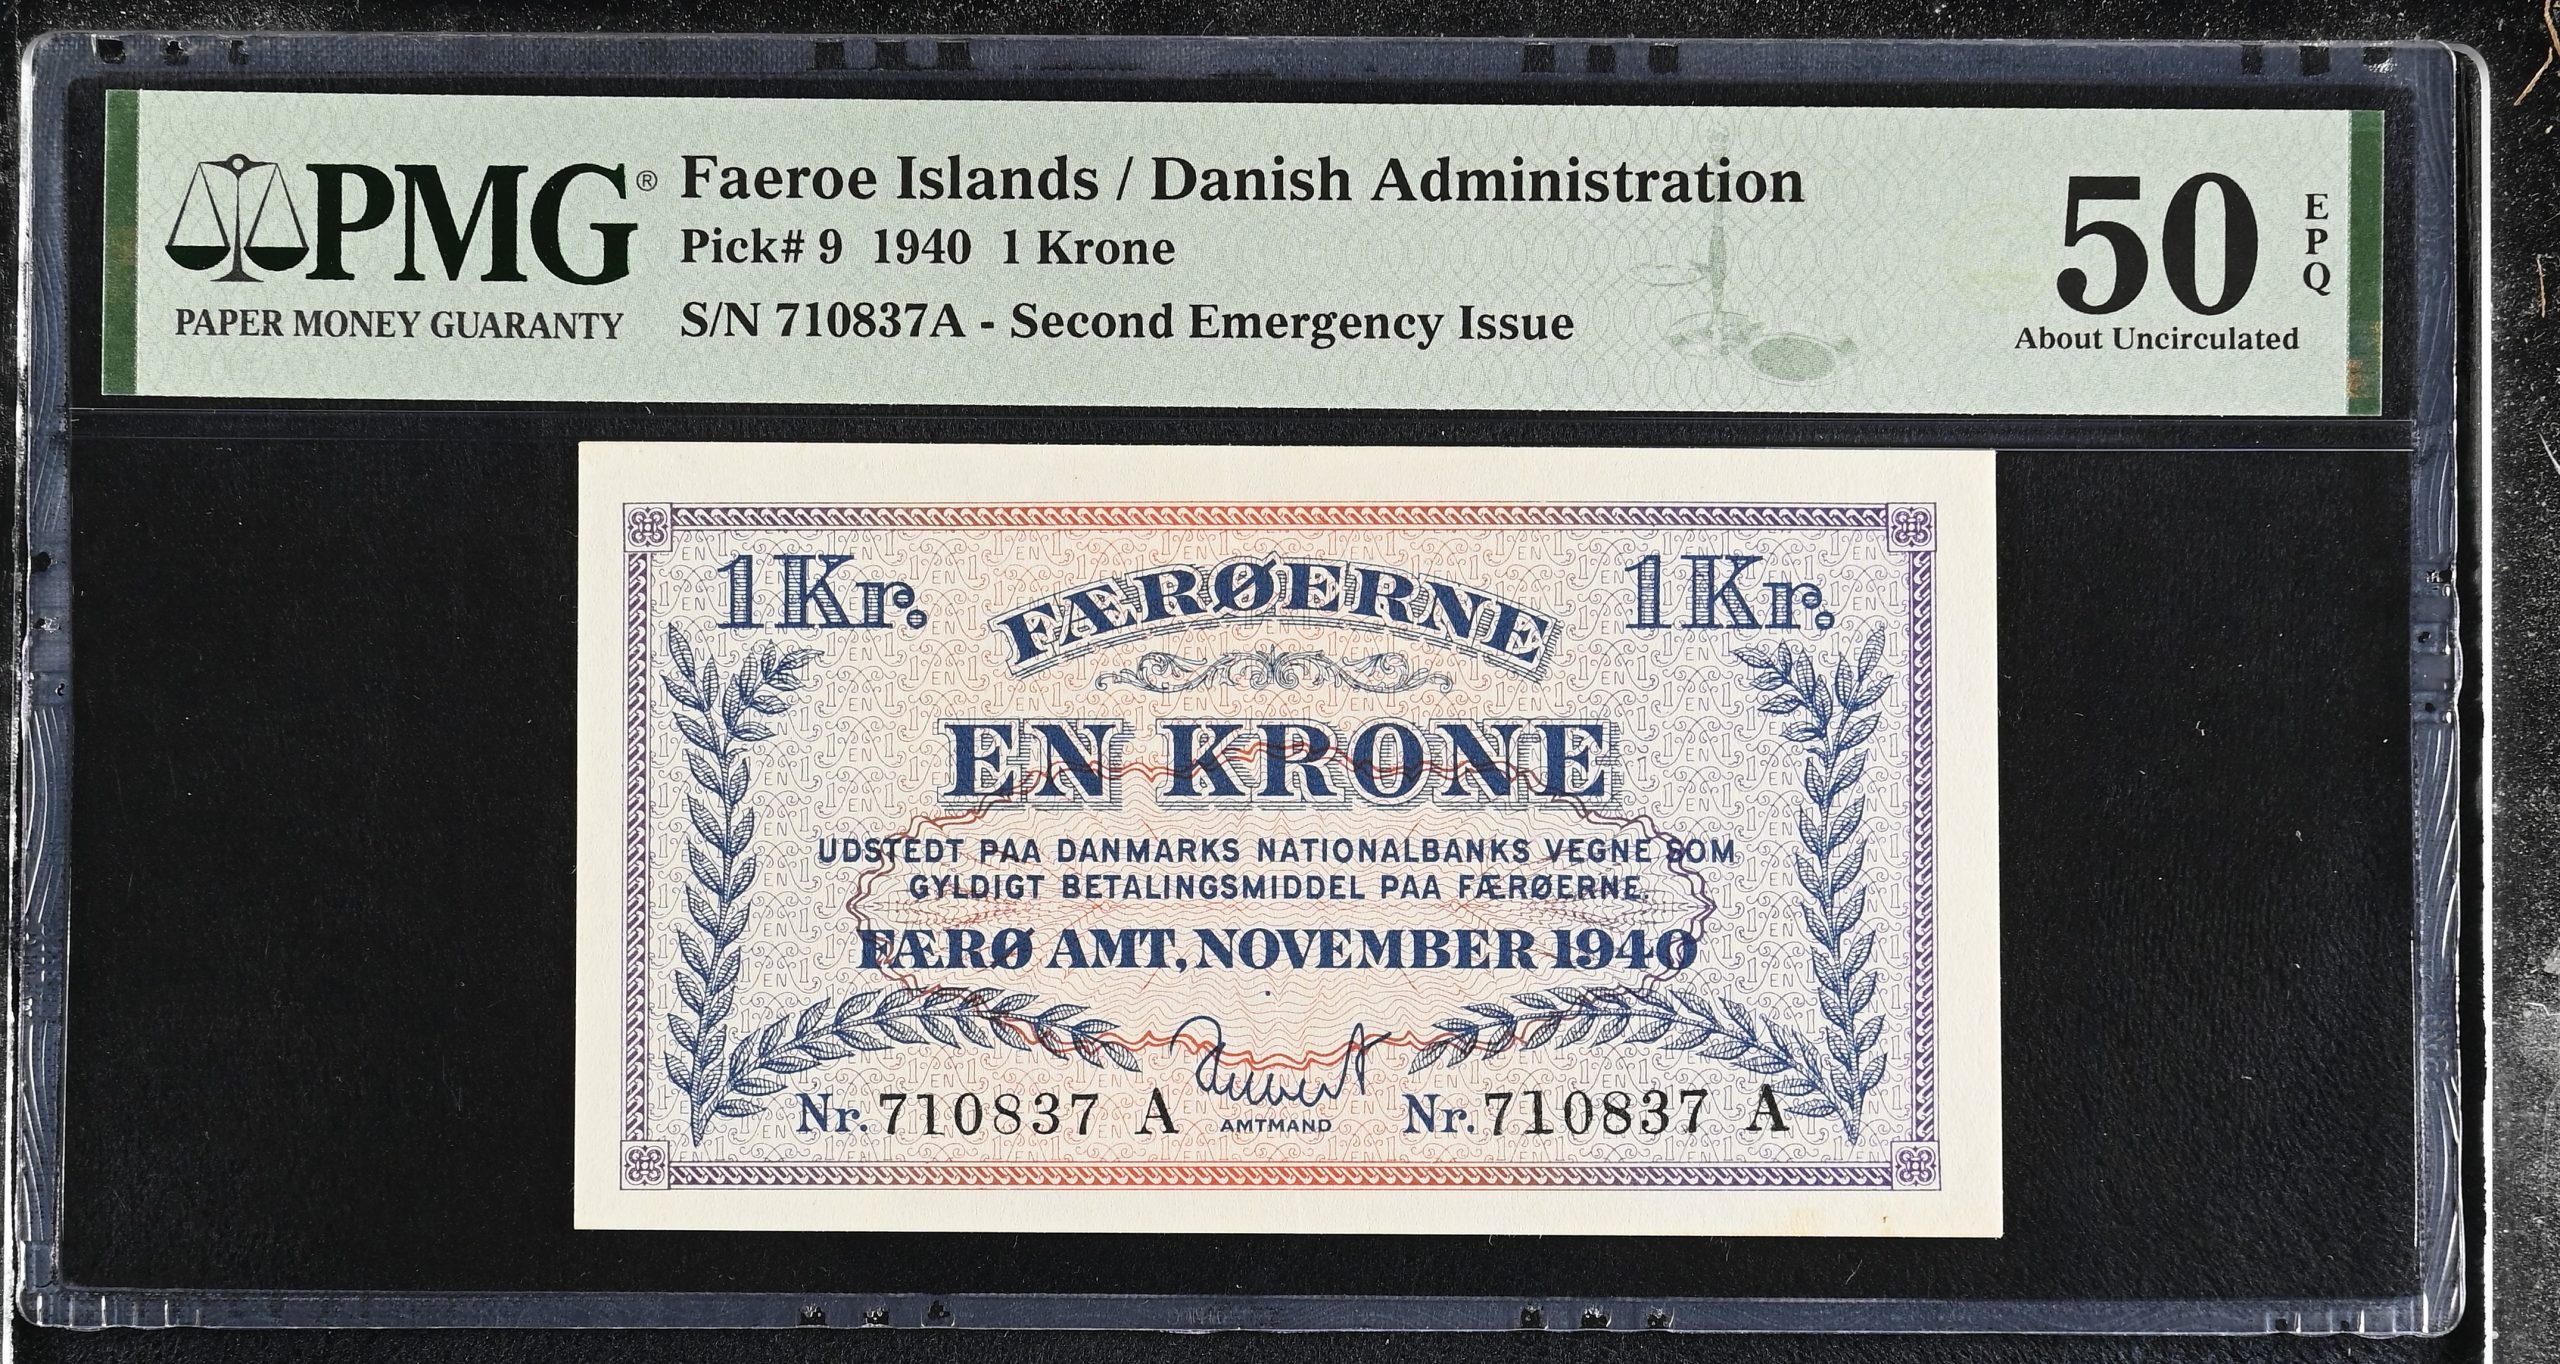 PMG®
PAPER MONEY GUARANTY
Faeroe Islands / Danish Administration
Pick# 9 1940 1 Krone
S/N 710837A - Second Emergency Issue
50
EPQ
About Uncirculated
1Kr. FÆRØERNE 1Kr.
EN KRONE
UDSTEDT PAA DANMARKS NATIONALBANKS VEGNE SOM
GYLDIGT BETALINGSMIDDEL PAA FÆRØERNE.
FÆRØ AMT, NOVEMBER 1940
Nr. 710837 A AMTMAND Nr. 710837 A